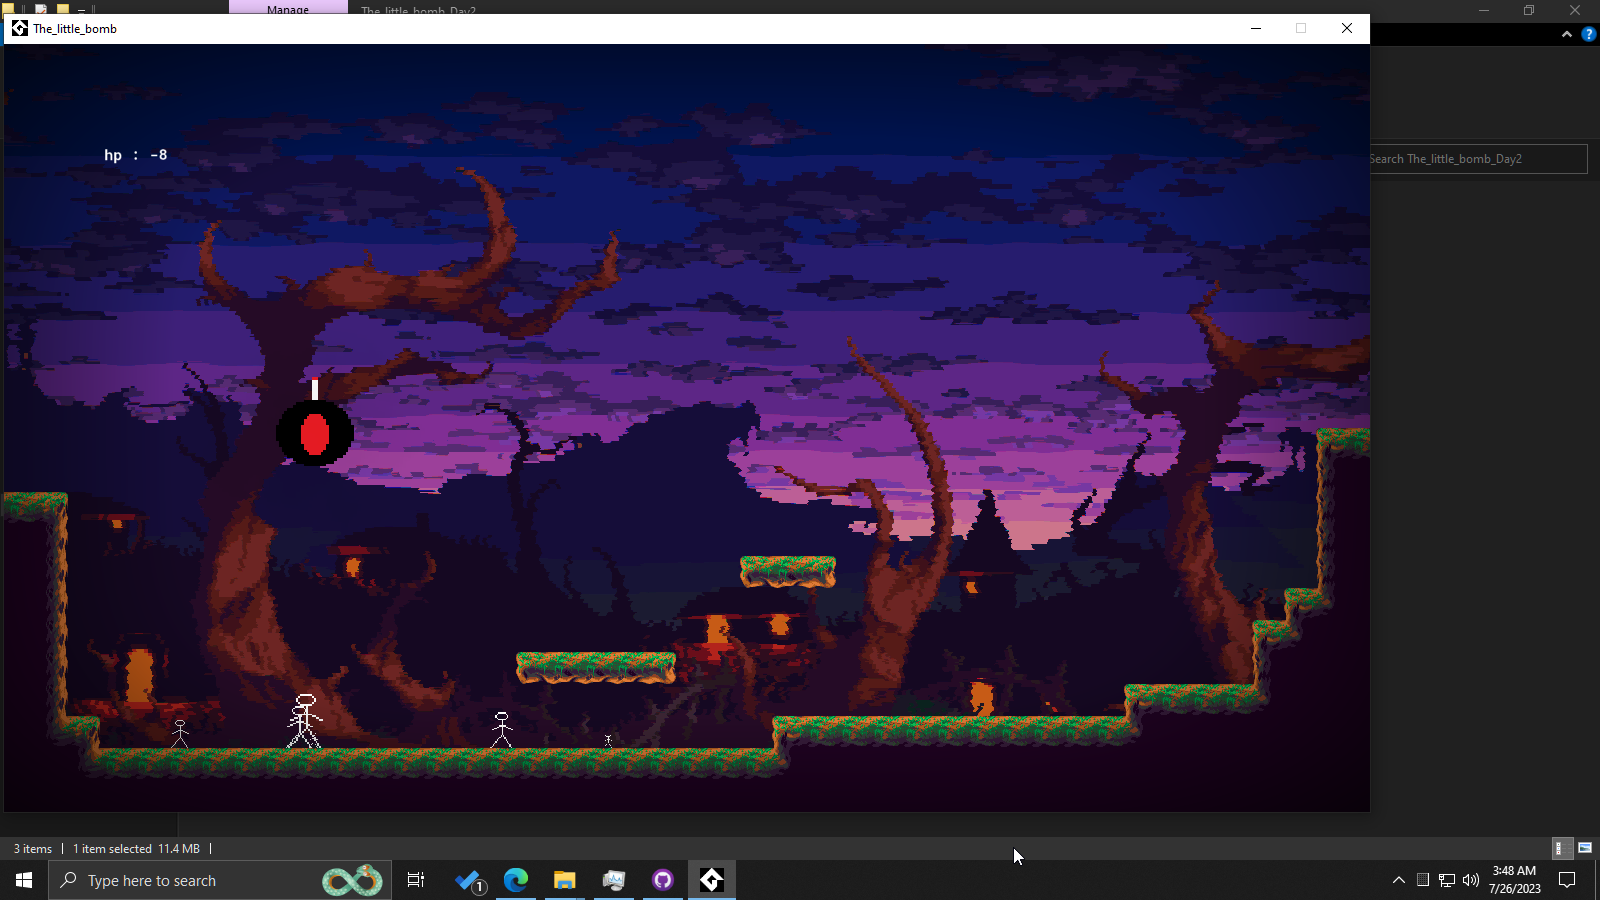 Manage
The_little_bomb_Day2
The_little_bomb
?
hp : -8
Search The_little_bomb_Day2
3 items
1 item selected 11.4 MB
Type here to search
1
3:48 AM
7/26/2023